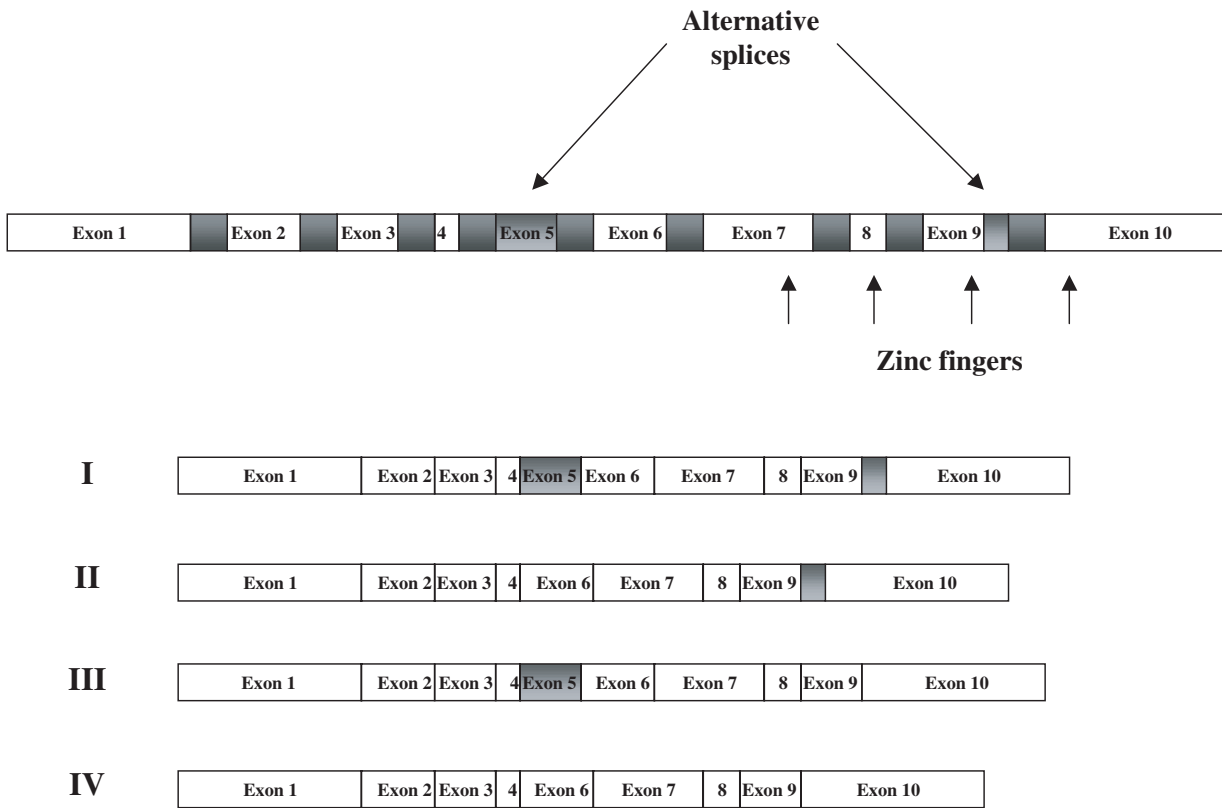 Alternative
splices
Exon 1 Exon 2 Exon 3 4 Exon 5 Exon 6 Exon 7 8 Exon 9 Exon 10
Zinc fingers
I Exon 1 Exon 2 Exon 3 4 Exon 5 Exon 6 Exon 7 8 Exon 9 Exon 10
II Exon 1 Exon 2 Exon 3 4 Exon 6 Exon 7 8 Exon 9 Exon 10
III Exon 1 Exon 2 Exon 3 4 Exon 5 Exon 6 Exon 7 8 Exon 9 Exon 10
IV Exon 1 Exon 2 Exon 3 4 Exon 6 Exon 7 8 Exon 9 Exon 10